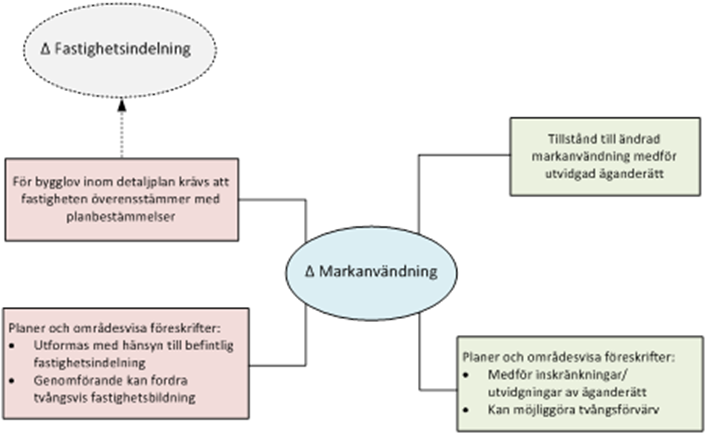 Δ Fastighetsindelning
För bygglov inom detaljplan krävs att
fastigheten överensstämmer med
planbestämmelser
Tillstånd till ändrad
markanvändning medför
utvidgad äganderätt
Δ Markanvändning
Planer och områdesvisa föreskrifter:
• Utformas med hänsyn till befintlig
fastighetsindelning
• Genomförande kan fordra
tvångsvis fastighetsbildning
Planer och områdesvisa föreskrifter:
• Medför inskränkningar/
utvidgningar av äganderätt
• Kan möjliggöra tvångsförvärv